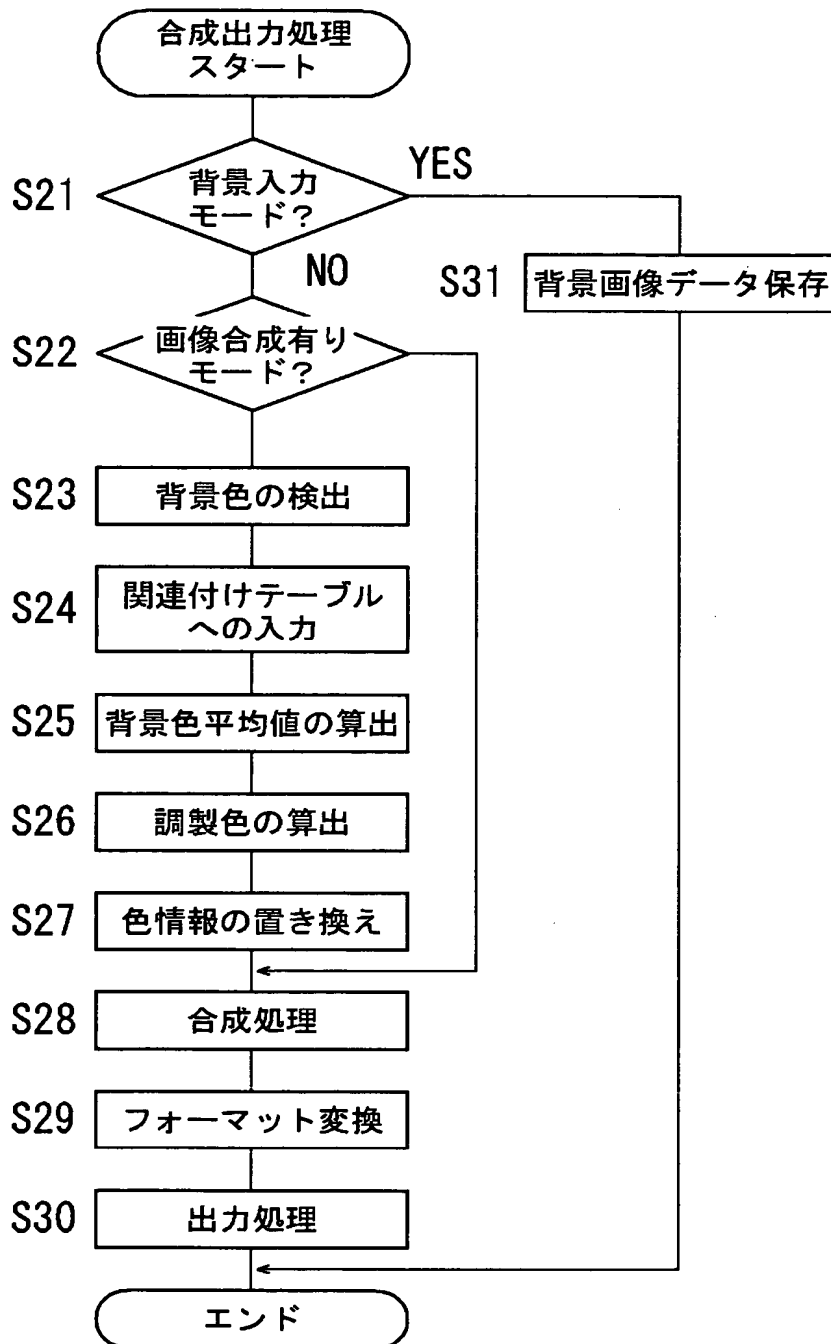 合成出力処理
スタート
S21
背景入力
モード？
YES
NO
S31
背景画像データ保存
S22
画像合成有り
モード？
S23
背景色の検出
S24
関連付けテーブル
への入力
S25
背景色平均値の算出
S26
調製色の算出
S27
色情報の置き換え
S28
合成処理
S29
フォーマット変換
S30
出力処理
エンド